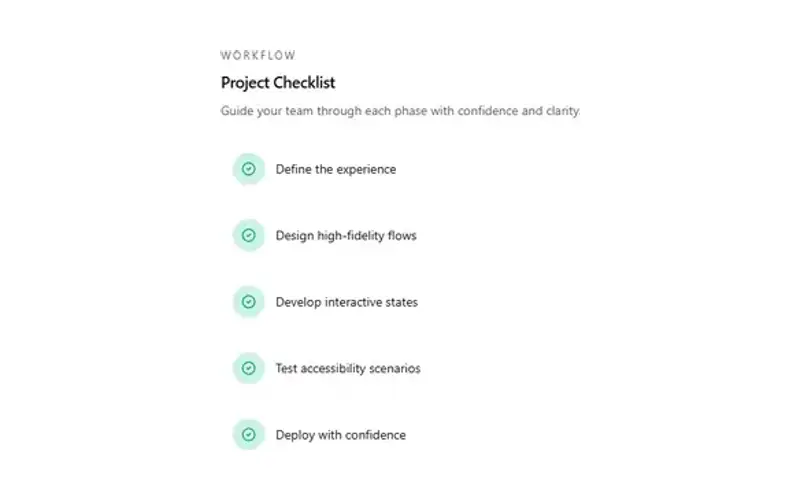 WORKFLOW
Project Checklist
Guide your team through each phase with confidence and clarity.
Define the experience
Design high-fidelity flows
Develop interactive states
Test accessibility scenarios
Deploy with confidence